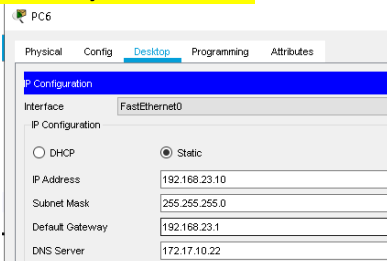 PC6
Physical Config Desktop Programming Attributes
IP Configuration
Interface FastEthernet0
IP Configuration
DHCP Static
IP Address 192.168.23.10
Subnet Mask 255.255.255.0
Default Gateway 192.168.23.1
DNS Server 172.17.10.22